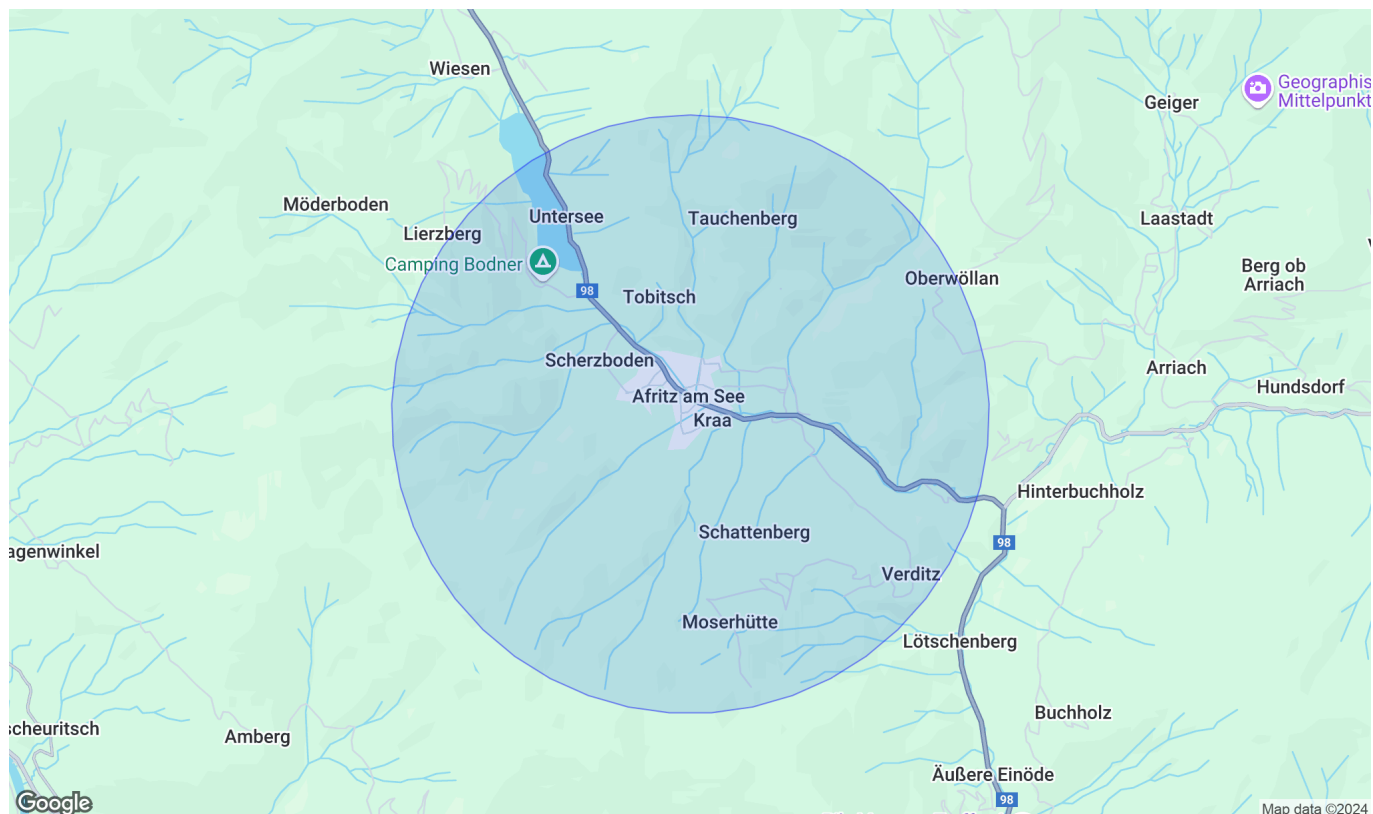 Wiesen
Geographis
Mittelpunkt
Geiger
Möderboden
Untersee
Tauchenberg
Laastadt
Lierzberg
Camping Bodner
Berg ob
Arriach
Oberwöllan
98
Tobitsch
Scherzboden
Arriach
Hundsdorf
Afritz am See
Kraa
Hinterbuchholz
Schattenberg
98
agenwinkel
Verditz
Moserhütte
Lötschenberg
Buchholz
scheuritsch
Amberg
Äußere Einöde
98
Google
Map data ©2024